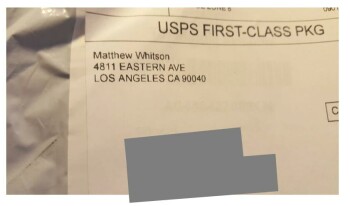 USPS FIRST-CLASS PKG
Matthew Whitson
4811 EASTERN AVE
LOS ANGELES CA 90040
C